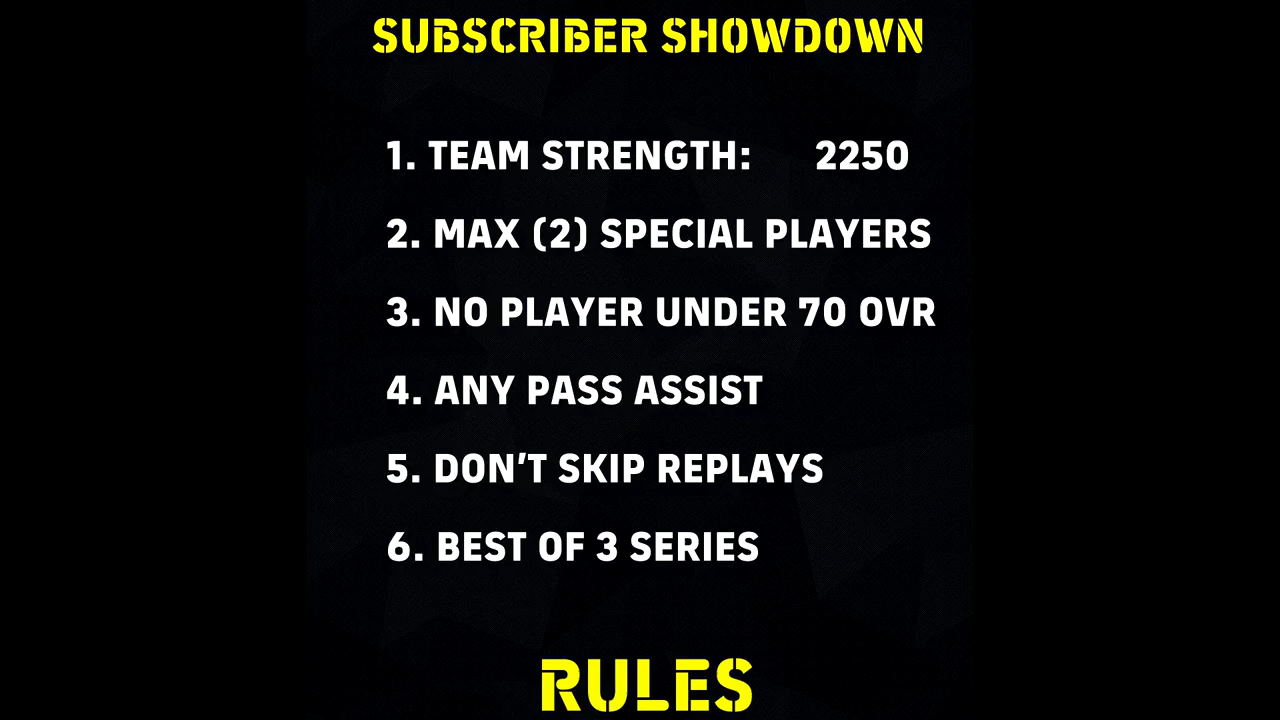 SUBSCRIBER SHOWDOWN
1. TEAM STRENGTH: 2250
2. MAX (2) SPECIAL PLAYERS
3. NO PLAYER UNDER 70 OVR
4. ANY PASS ASSIST
5. DON'T SKIP REPLAYS
6. BEST OF 3 SERIES
RULES